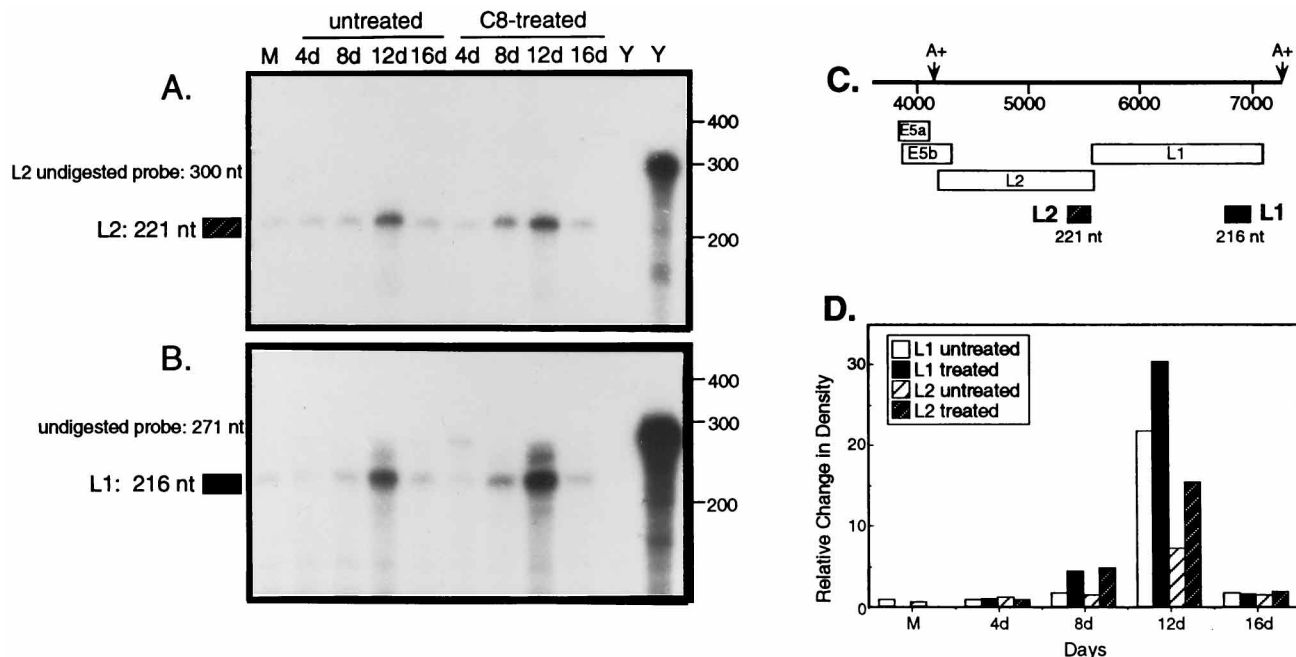 untreated C8-treated
M 4d 8d 12d 16d 4d 8d 12d 16d Y Y
A.
400
L2 undigested probe: 300 nt
300
L2: 221 nt
200
B.
400
undigested probe: 271 nt
300
L1: 216 nt
200
C.
A+ A+
4000 5000 6000 7000
E5a
E5b L1
L2
L2 L1
221 nt 216 nt
D.
Relative Change in Density
30
20
10
0
L1 untreated
L1 treated
L2 untreated
L2 treated
M 4d 8d 12d 16d
Days